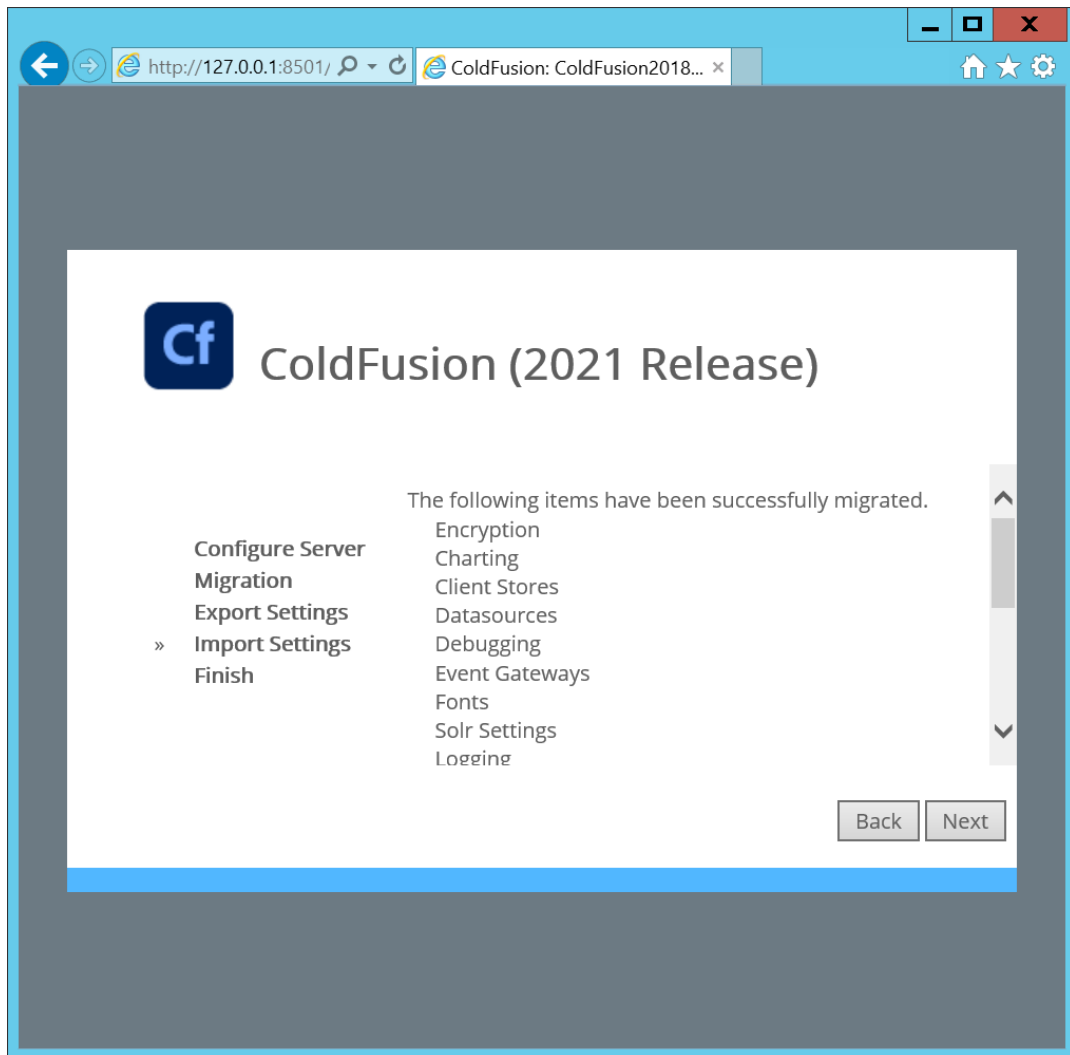 http://127.0.0.1:8501/
ColdFusion: ColdFusion2018... ×
Cf
ColdFusion (2021 Release)
Configure Server
Migration
Export Settings
» Import Settings
Finish
The following items have been successfully migrated.
Encryption
Charting
Client Stores
Datasources
Debugging
Event Gateways
Fonts
Solr Settings
Logging
Back
Next